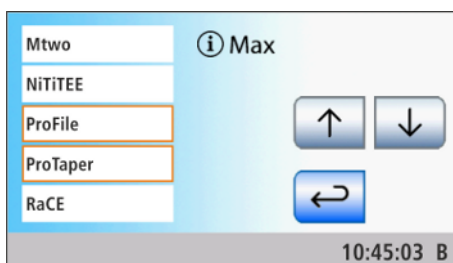 Mtwo
NiTiTEE
ProFile
ProTaper
RaCE
i Max
10:45:03 B